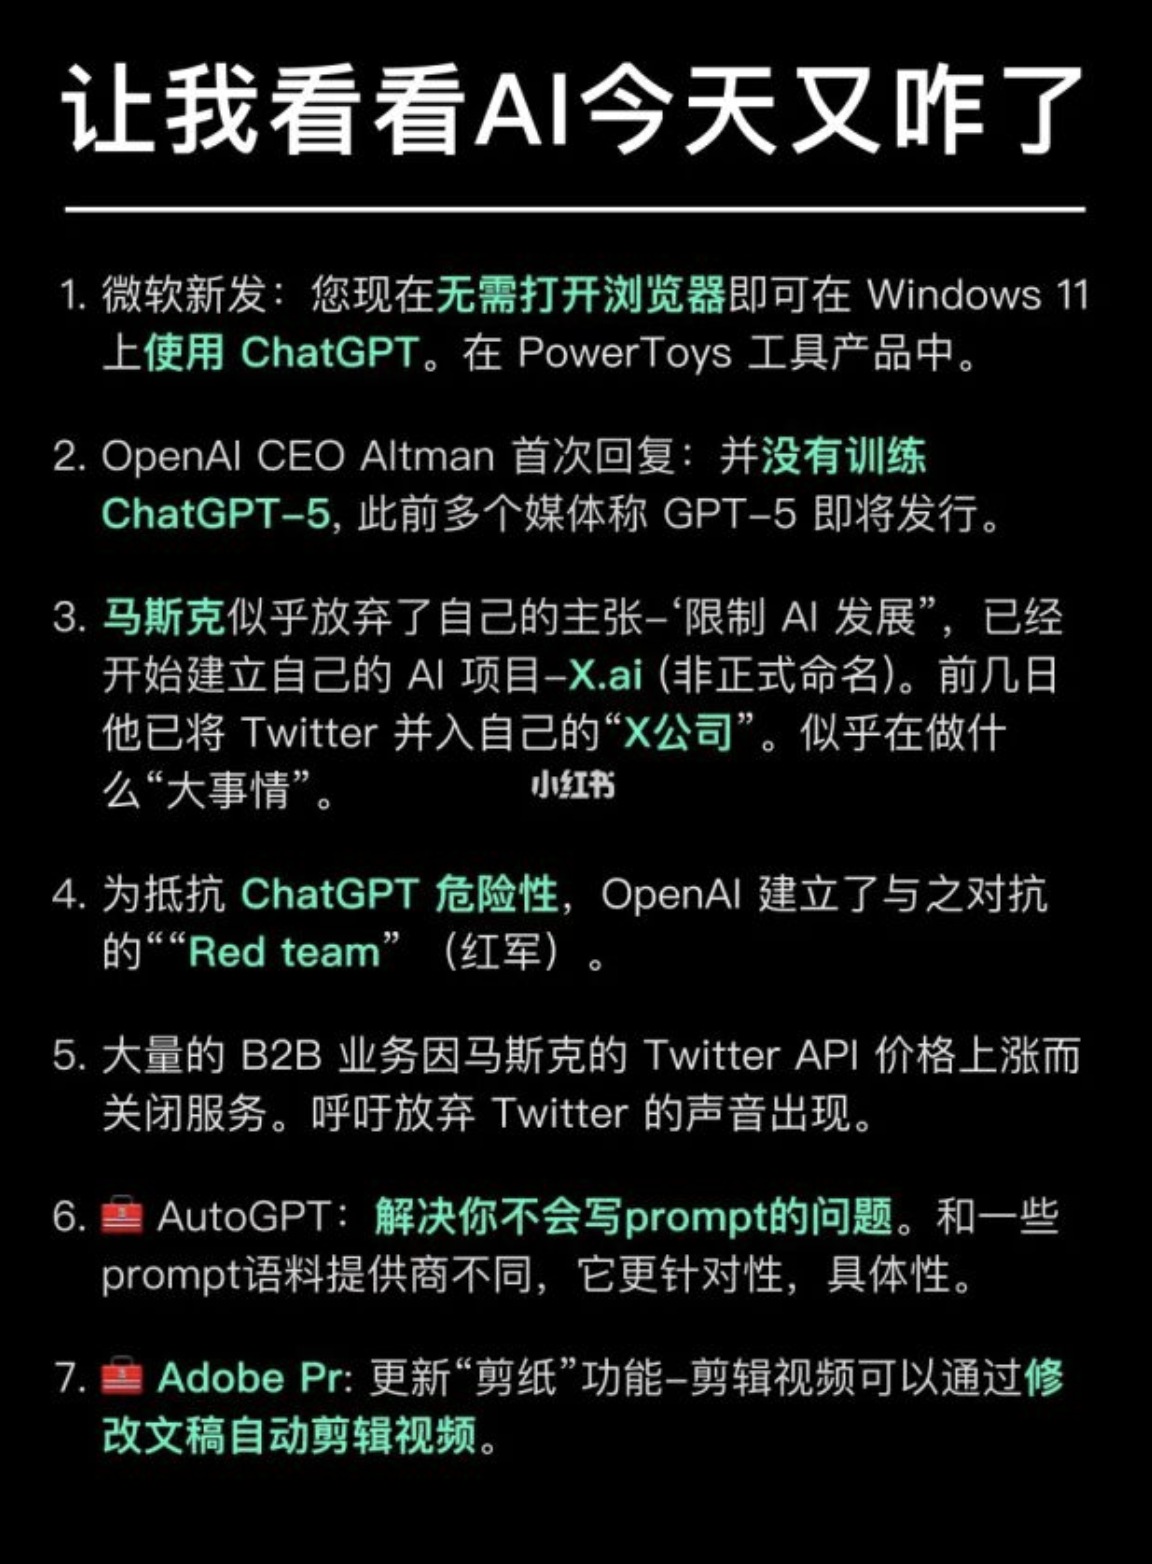 让我看看AI今天又咋了
1. 微软新发：您现在无需打开浏览器即可在 Windows 11
上使用 ChatGPT。在 PowerToys 工具产品中。
2. OpenAI CEO Altman 首次回复：并没有训练
ChatGPT-5, 此前多个媒体称 GPT-5 即将发行。
3. 马斯克似乎放弃了自己的主张-‘限制 AI 发展”，已经
开始建立自己的 AI 项目-X.ai (非正式命名)。前几日
他已将 Twitter 并入自己的“X公司”。似乎在做什
么“大事情”。
小红书
4. 为抵抗 ChatGPT 危险性，OpenAI 建立了与之对抗
的““Red team” （红军）。
5. 大量的 B2B 业务因马斯克的 Twitter API 价格上涨而
关闭服务。呼吁放弃 Twitter 的声音出现。
6. 🧰 AutoGPT：解决你不会写prompt的问题。和一些
prompt语料提供商不同，它更针对性，具体性。
7. 🧰 Adobe Pr: 更新“剪纸”功能-剪辑视频可以通过修
改文稿自动剪辑视频。